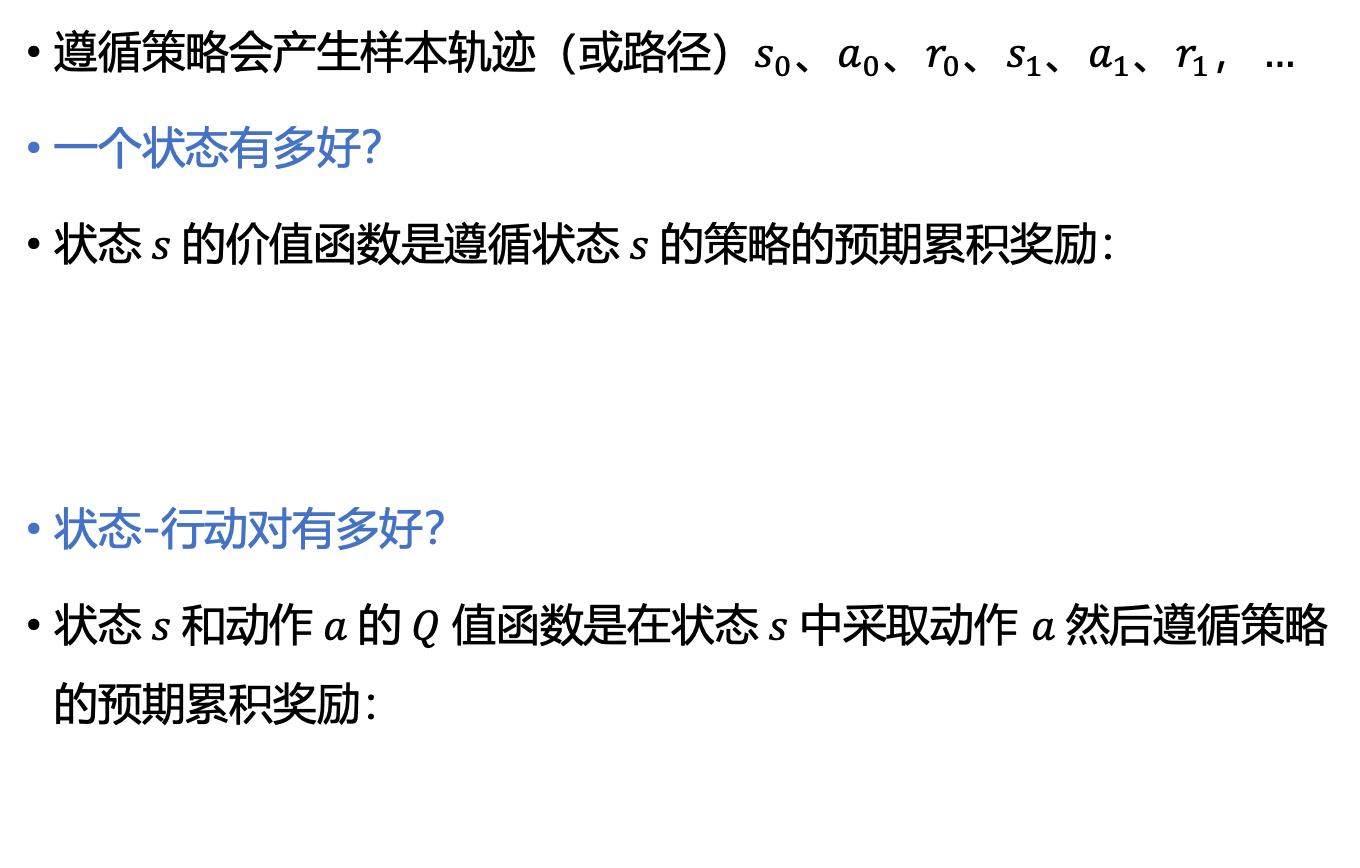 • 遵循策略会产生样本轨迹（或路径）s₀、a₀、r₀、s₁、a₁、r₁， …
• 一个状态有多好？
• 状态 s 的价值函数是遵循状态 s 的策略的预期累积奖励：
• 状态-行动对有多好？
• 状态 s 和动作 a 的 Q 值函数是在状态 s 中采取动作 a 然后遵循策略
的预期累积奖励：